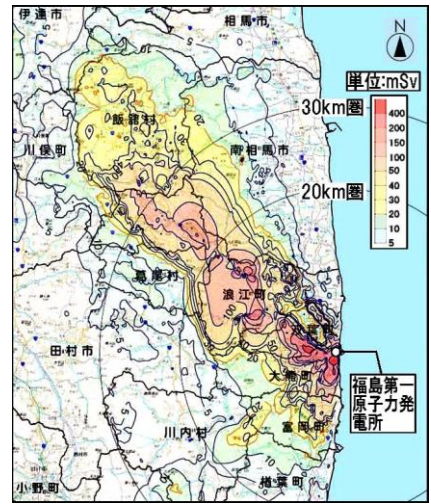 伊達市
相馬市
N
単位:mSv
400
200
150
100
50
40
30
20
10
5
飯舘村
30km圏
川俣町
南相馬市
20km圏
葛尾村
浪江町
双葉町
田村市
大熊町
福島第一
原子力発
電所
富岡町
川内村
小野町
楢葉町